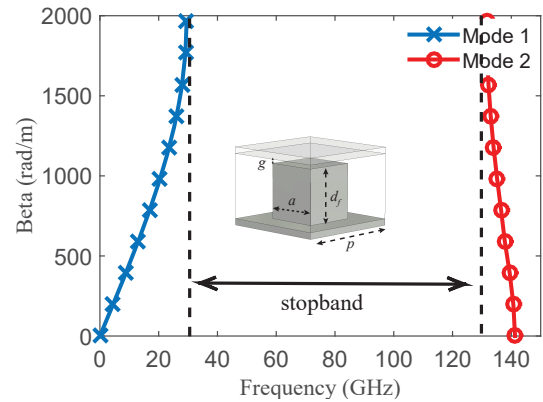 2000
1500
1000
500
0
Beta (rad/m)
Mode 1
Mode 2
g
a
d_f
p
stopband
0 20 40 60 80 100 120 140
Frequency (GHz)